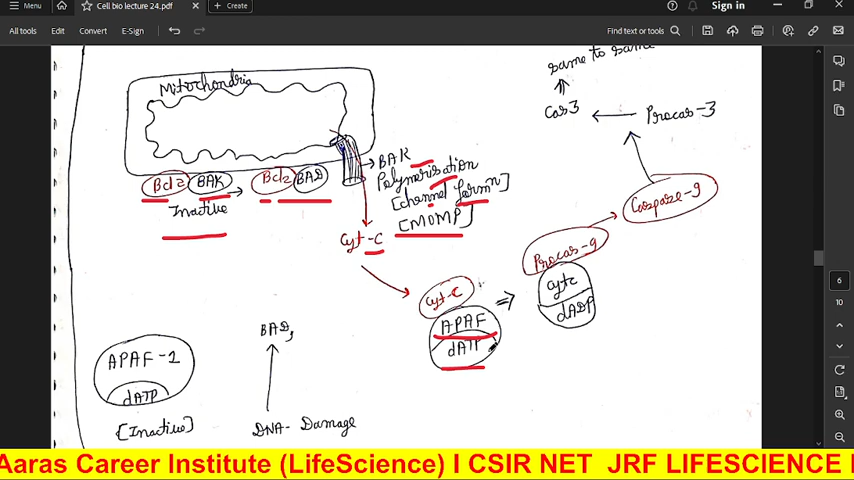 Cell bio lecture 24.pdf
Create
Sign in
All tools
Edit
Convert
E-Sign
Find text or tools
same to same
Mitochondria
Cas3
Procas-3
BAK
Polymerisation
[channel form]
[MOMP]
Bcl2 BAK
Bcl2 BAD
Inactive
Caspase-9
Cyt-C
Procas-9
Cyt-C
Cytc
APAF
dADP
dATP
BAD,
APAF-1
dATP
[Inactive]
DNA- Damage
6
10
Aaras Career Institute (LifeScience) I CSIR NET JRF LIFESCIENCE